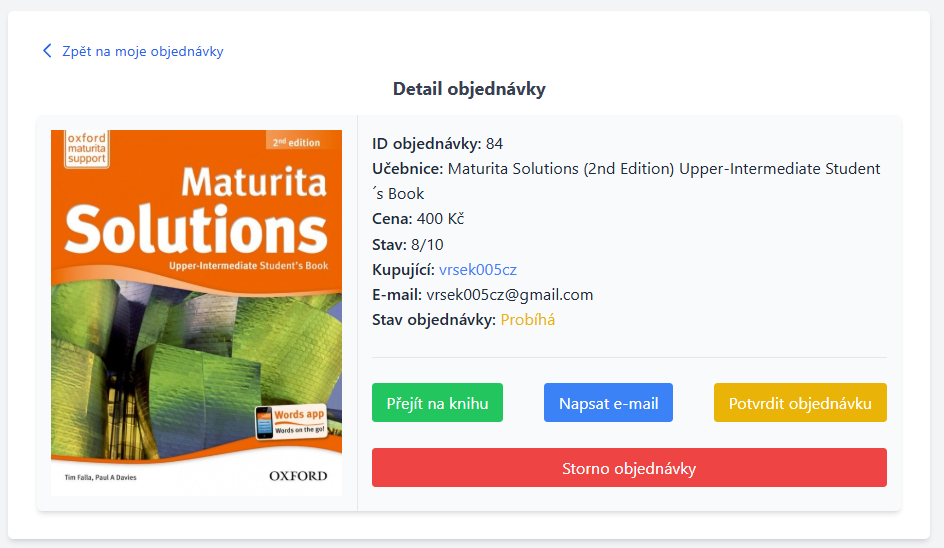 Zpět na moje objednávky
Detail objednávky
oxford
maturita
support
2nd edition
Maturita
Solutions
Upper-Intermediate Student's Book
Words app
Words on the go!
Tim Falla, Paul A Davies
OXFORD
ID objednávky: 84
Učebnice: Maturita Solutions (2nd Edition) Upper-Intermediate Student
´s Book
Cena: 400 Kč
Stav: 8/10
Kupující: vrsek005cz
E-mail: vrsek005cz@gmail.com
Stav objednávky: Probíhá
Přejít na knihu
Napsat e-mail
Potvrdit objednávku
Storno objednávky